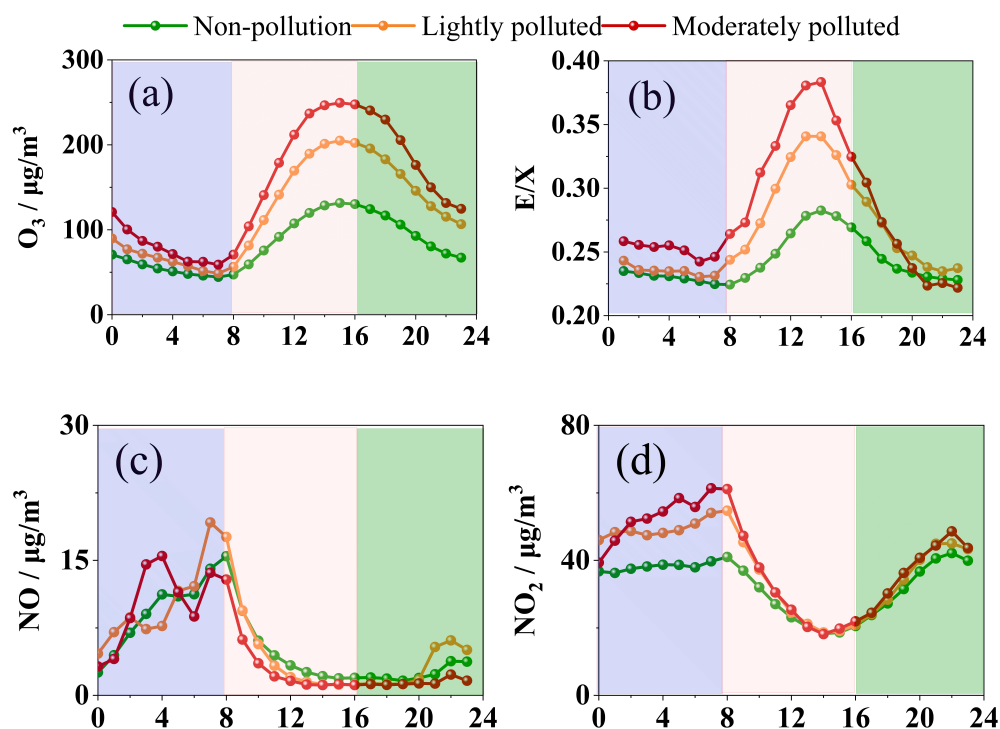 Non-pollution Lightly polluted Moderately polluted
(a)
O₃ / μg/m³
300
200
100
0
0 4 8 12 16 20 24
(b)
E/X
0.40
0.35
0.30
0.25
0.20
0 4 8 12 16 20 24
(c)
NO / μg/m³
30
15
0
0 4 8 12 16 20 24
(d)
NO₂ / μg/m³
80
40
0
0 4 8 12 16 20 24